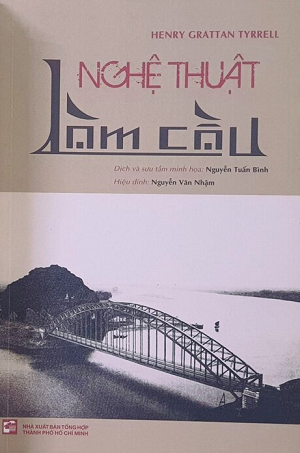 HENRY GRATTAN TYRRELL
NGHỆ THUẬT
làm cầu
Dịch và sưu tầm minh họa: Nguyễn Tuấn Bình
Hiệu đính: Nguyễn Văn Nhậm
NHÀ XUẤT BẢN TỔNG HỢP
THÀNH PHỐ HỒ CHÍ MINH